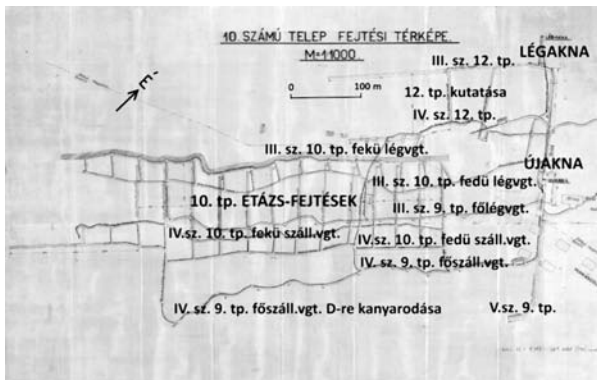 10. SZÁMÚ TELEP FEJTÉSI TÉRKÉPE.
M=1:1000
LÉGAKNA
III. sz. 12. tp.
É
0 100 m
12. tp. kutatása
IV. sz. 12. tp.
III. sz. 10. tp. fekü légvgt.
ÚJAKNA
III. sz. 10. tp. fedü légvgt.
10. tp. ETÁZS-FEJTÉSEK
III. sz. 9. tp. főlégvgt.
IV.sz. 10. tp. fekü száll.vgt.
IV.sz. 10. tp. fedü száll.vgt.
IV. sz. 9. tp. főszáll.vgt.
IV. sz. 9. tp. főszáll.vgt. D-re kanyarodása
V.sz. 9. tp.